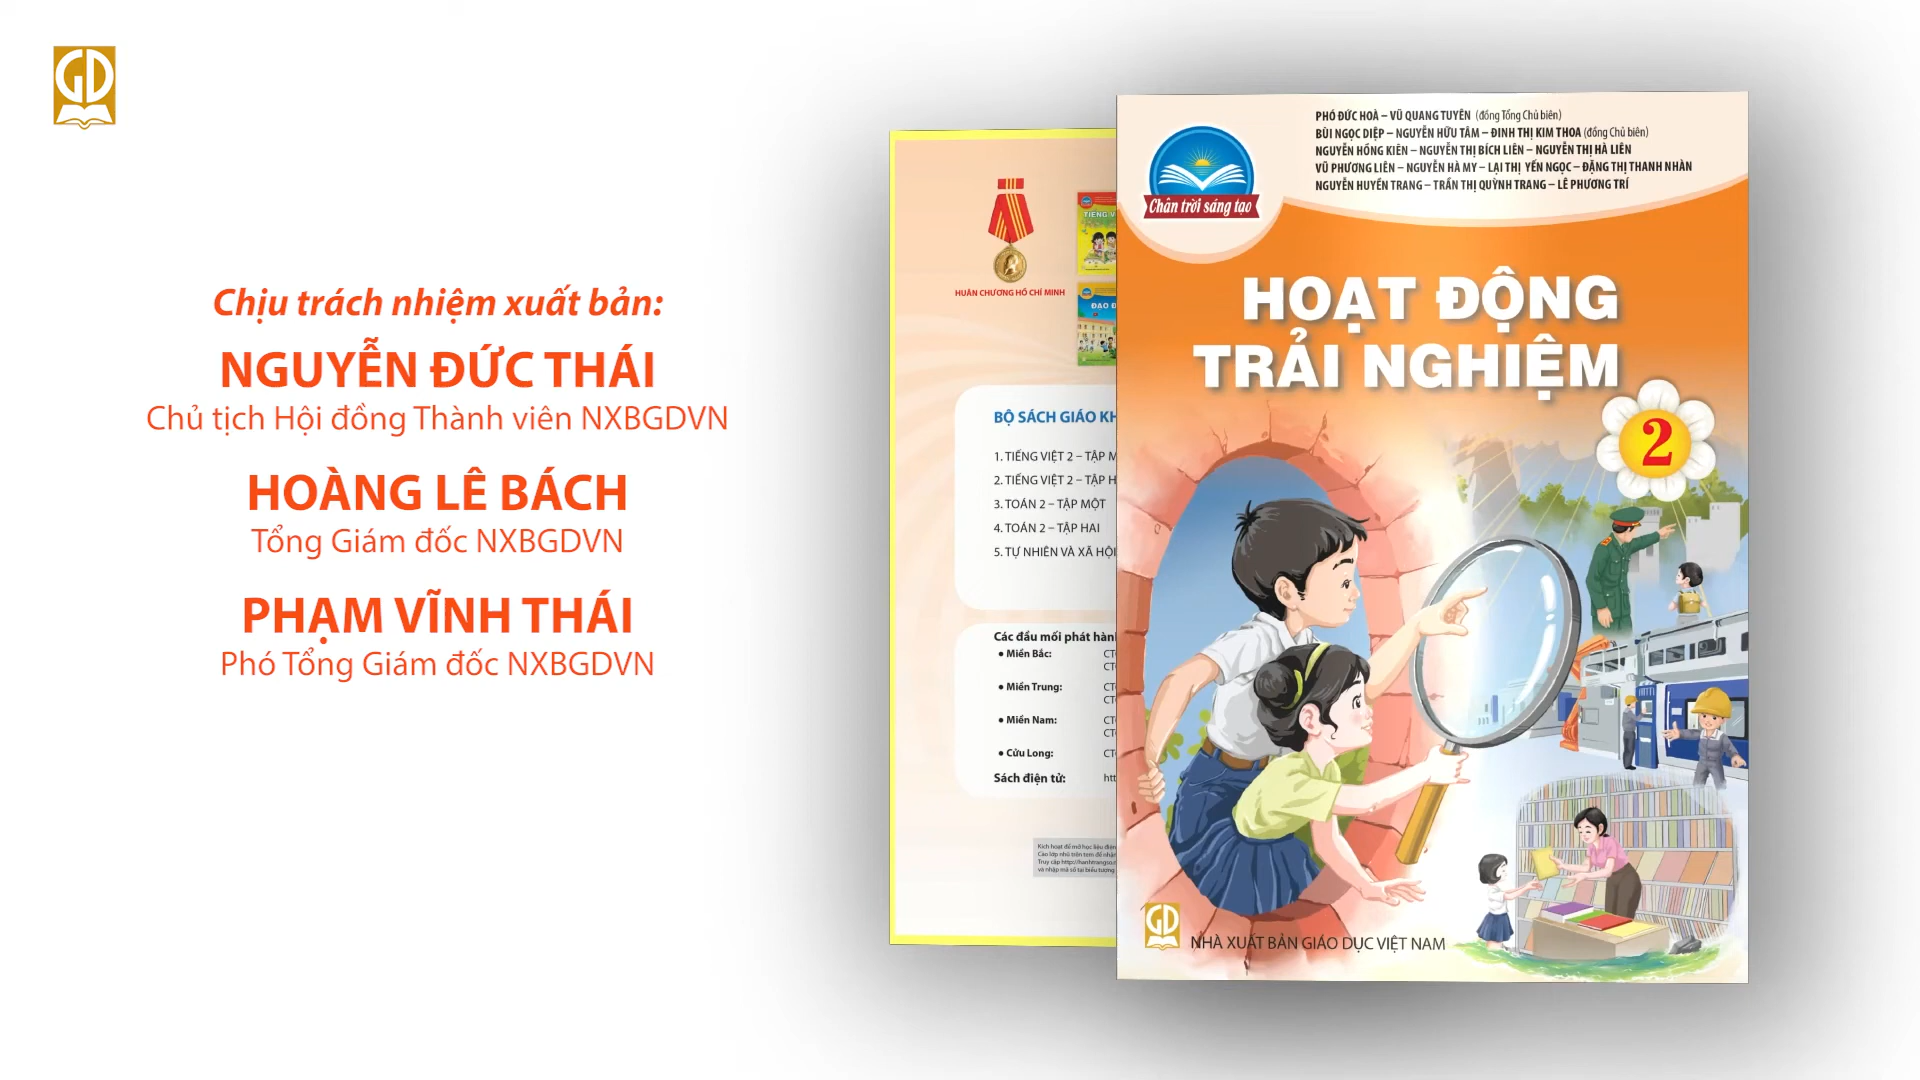 GD
Chịu trách nhiệm xuất bản:
NGUYỄN ĐỨC THÁI
Chủ tịch Hội đồng Thành viên NXBGDVN
HOÀNG LÊ BÁCH
Tổng Giám đốc NXBGDVN
PHẠM VĨNH THÁI
Phó Tổng Giám đốc NXBGDVN
HUÂN CHƯƠNG HỒ CHÍ MINH
TIẾNG V
ĐẠO Đ
BỘ SÁCH GIÁO KH
1. TIẾNG VIỆT 2 – TẬP M
2. TIẾNG VIỆT 2 – TẬP H
3. TOÁN 2 – TẬP MỘT
4. TOÁN 2 – TẬP HAI
5. TỰ NHIÊN VÀ XÃ HỘI
Các đầu mối phát hàn
• Miền Bắc:
• Miền Trung:
• Miền Nam:
• Cửu Long:
Sách điện tử:
PHÓ ĐỨC HOÀ – VŨ QUANG TUYÊN (đồng Tổng Chủ biên)
BÙI NGỌC DIỆP – NGUYỄN HỮU TÂM – ĐINH THỊ KIM THOA (đồng Chủ biên)
NGUYỄN HỒNG KIÊN – NGUYỄN THỊ BÍCH LIÊN – NGUYỄN THỊ HÀ LIÊN
VŨ PHƯƠNG LIÊN – NGUYỄN HÀ MY – LẠI THỊ YẾN NGỌC – ĐẶNG THỊ THANH NHÀN
NGUYỄN HUYỀN TRANG – TRẦN THỊ QUỲNH TRANG – LÊ PHƯƠNG TRÍ
Chân trời sáng tạo
HOẠT ĐỘNG
TRẢI NGHIỆM
2
GD
NHÀ XUẤT BẢN GIÁO DỤC VIỆT NAM